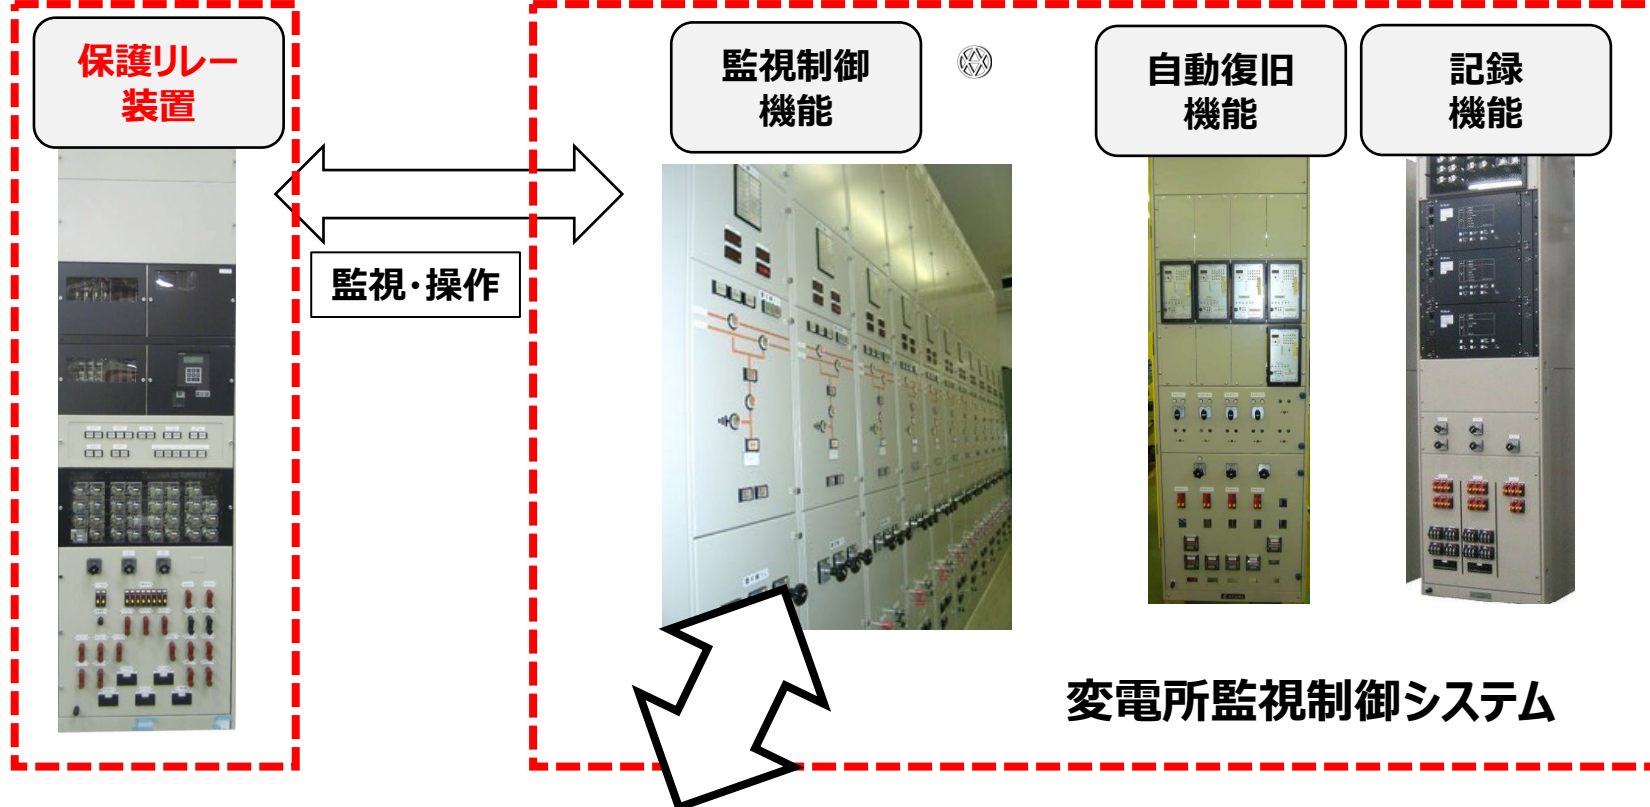 保護リレー
装置
監視制御
機能
自動復旧
機能
記録
機能
監視・操作
変電所監視制御システム